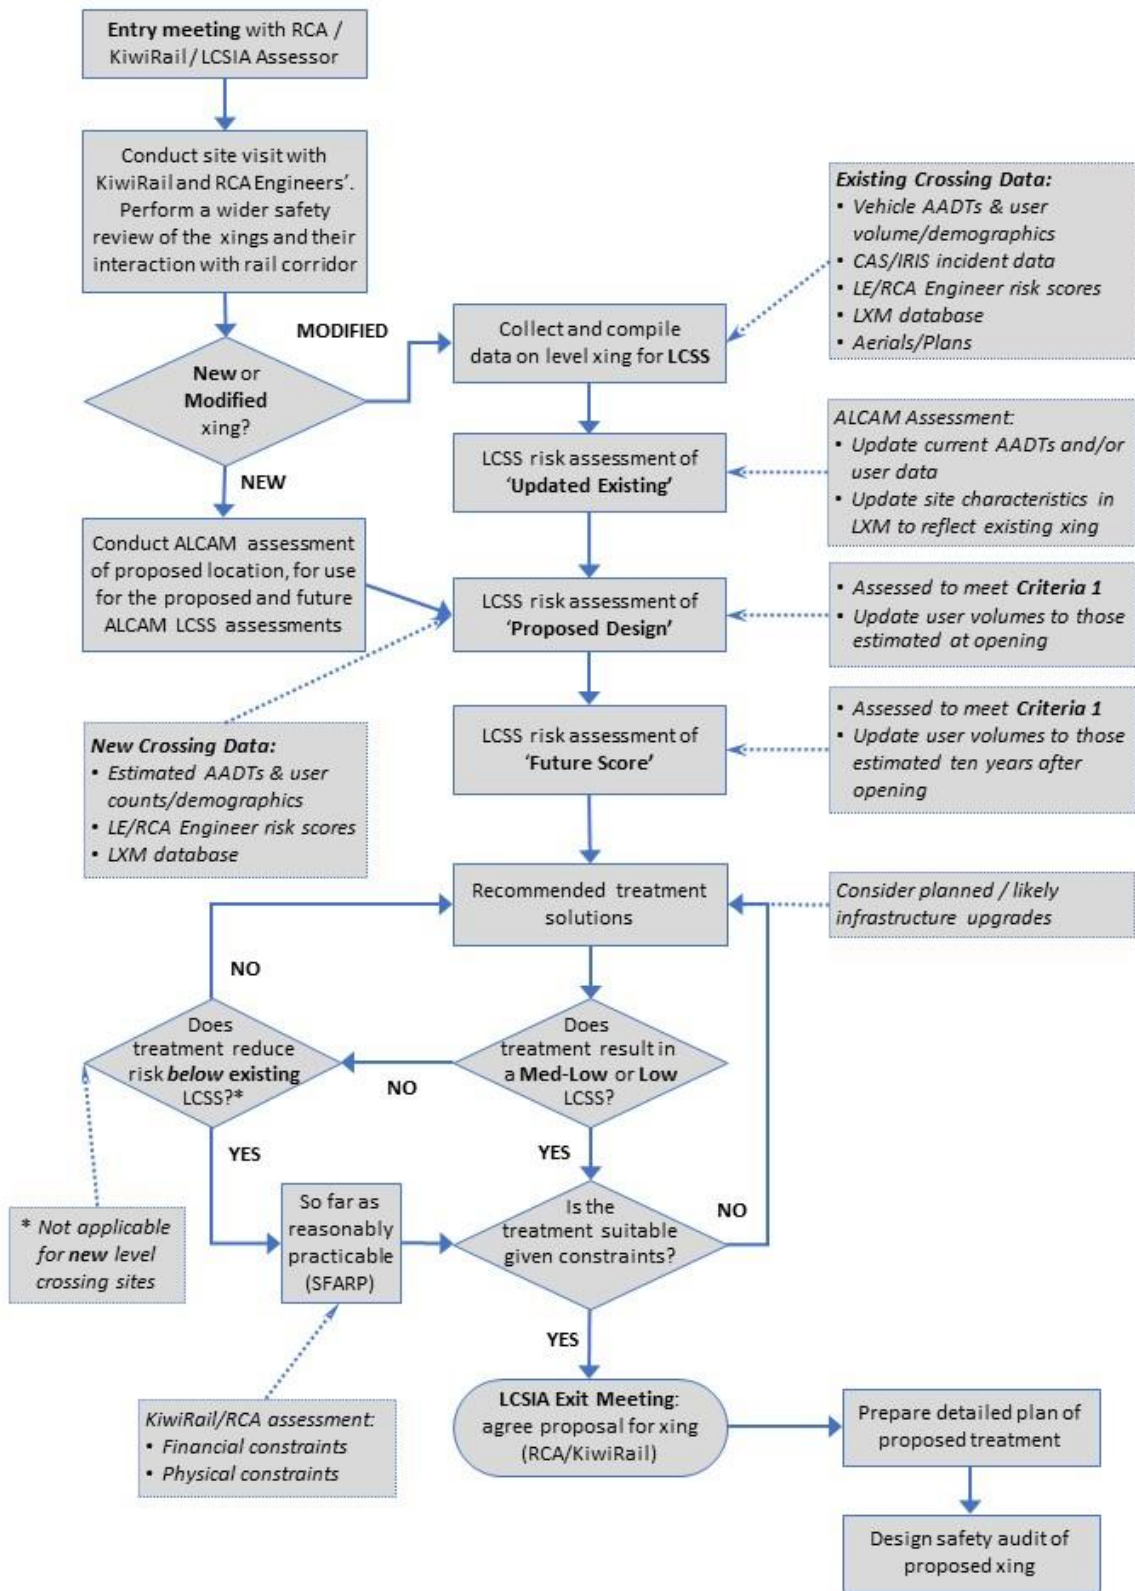 Entry meeting with RCA /
KiwiRail / LCSIA Assessor
Conduct site visit with
KiwiRail and RCA Engineers’.
Perform a wider safety
review of the xings and their
interaction with rail corridor
New or
Modified
xing?
MODIFIED
NEW
Collect and compile
data on level xing for LCSS
Existing Crossing Data:
• Vehicle AADTs & user
volume/demographics
• CAS/IRIS incident data
• LE/RCA Engineer risk scores
• LXM database
• Aerials/Plans
LCSS risk assessment of
‘Updated Existing’
ALCAM Assessment:
• Update current AADTs and/or
user data
• Update site characteristics in
LXM to reflect existing xing
Conduct ALCAM assessment
of proposed location, for use
for the proposed and future
ALCAM LCSS assessments
LCSS risk assessment of
‘Proposed Design’
• Assessed to meet Criteria 1
• Update user volumes to those
estimated at opening
New Crossing Data:
• Estimated AADTs & user
counts/demographics
• LE/RCA Engineer risk scores
• LXM database
LCSS risk assessment of
‘Future Score’
• Assessed to meet Criteria 1
• Update user volumes to those
estimated ten years after
opening
Recommended treatment
solutions
Consider planned / likely
infrastructure upgrades
NO
Does
treatment reduce
risk below existing
LCSS?*
NO
Does
treatment result in
a Med-Low or Low
LCSS?
YES
YES
* Not applicable
for new level
crossing sites
So far as
reasonably
practicable
(SFARP)
Is the
treatment suitable
given constraints?
NO
YES
KiwiRail/RCA assessment:
• Financial constraints
• Physical constraints
LCSIA Exit Meeting:
agree proposal for xing
(RCA/KiwiRail)
Prepare detailed plan of
proposed treatment
Design safety audit of
proposed xing